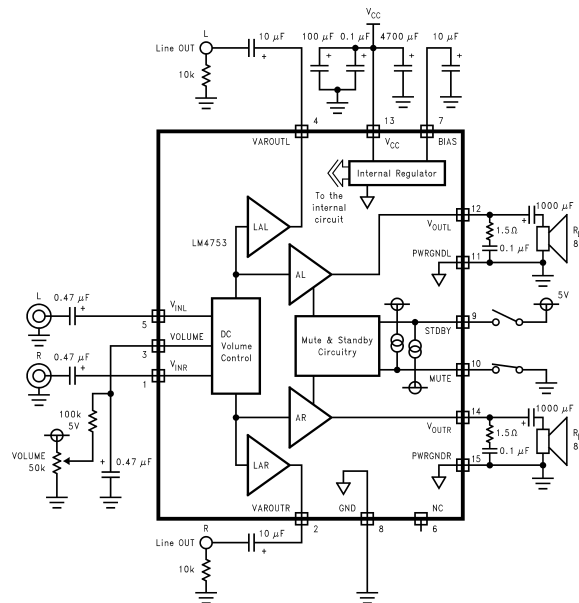 V_CC
L
Line OUT
10 µF
+
10k
100 µF
0.1 µF
4700 µF
10 µF
+
+
+
+
4
13
7
VAROUTL
V_CC
BIAS
Internal Regulator
To the
internal
circuit
LAL
LM4753
AL
12
V_OUTL
1000 µF
+
1.5Ω
0.1 µF
R_L
8
PWRGNDL
11
L
0.47 µF
+
V_INL
5
VOLUME
3
R
0.47 µF
+
V_INR
1
DC
Volume
Control
Mute & Standby
Circuitry
9
STDBY
5V
10
MUTE
100k
5V
VOLUME
50k
+
0.47 µF
AR
14
V_OUTR
1000 µF
+
1.5Ω
0.1 µF
8
PWRGNDR
15
LAR
VAROUTR
GND
NC
2
8
6
R
Line OUT
10 µF
+
10k